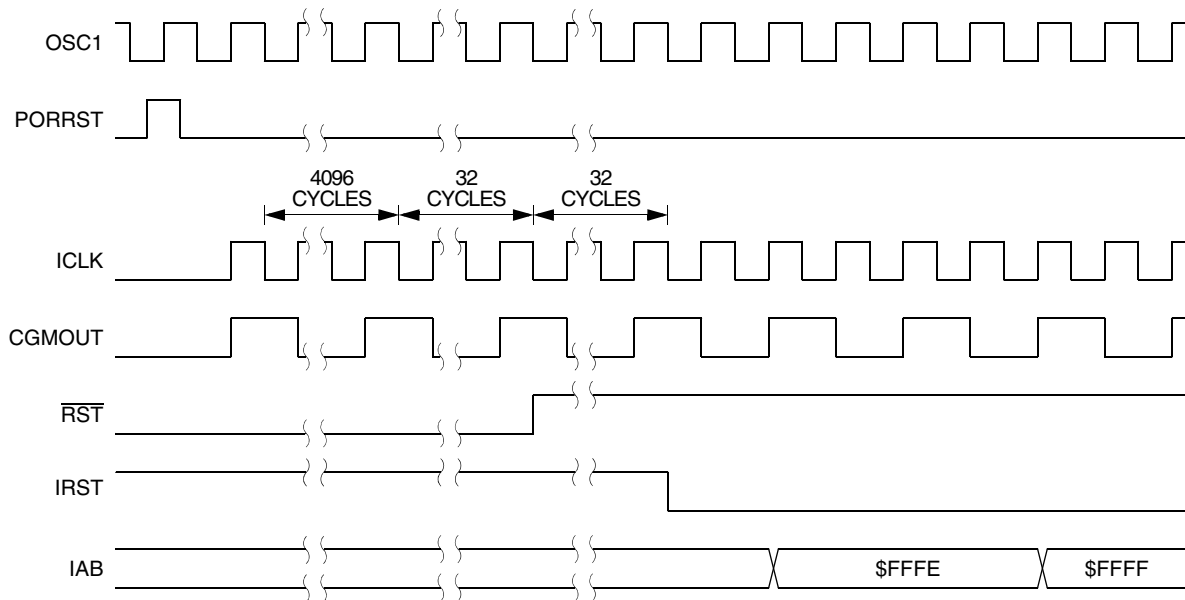 OSC1
PORRST
4096
CYCLES
32
CYCLES
32
CYCLES
ICLK
CGMOUT
RST
IRST
IAB
$FFFE
$FFFF